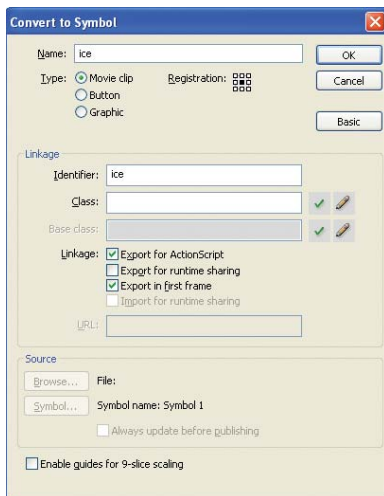 Convert to Symbol
Name: ice
OK
Type: Movie clip
Registration:
Cancel
Button
Graphic
Basic
Linkage
Identifier: ice
Class:
Base class:
Linkage: Export for ActionScript
Export for runtime sharing
Export in first frame
Import for runtime sharing
URL:
Source
Browse... File:
Symbol... Symbol name: Symbol 1
Always update before publishing
Enable guides for 9-slice scaling